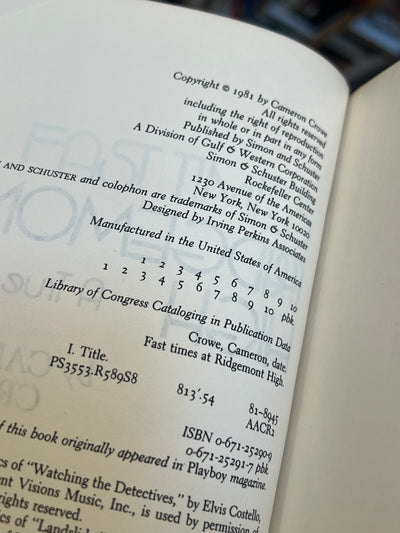 Copyright © 1981 by Cameron Crowe
All rights reserved
including the right of reproduction
in whole or in part in any form
Published by Simon and Schuster
A Division of Gulf & Western Corporation
Simon & Schuster Building
Rockefeller Center
1230 Avenue of the Americas
New York, New York 10020
AND SCHUSTER and colophon are trademarks of Simon & Schuster
Designed by Irving Perkins Associates
Manufactured in the United States of America
1 2 3 4 5 6 7 8 9 10
1 2 3 4 5 6 7 8 9 10 pbk
Library of Congress Cataloging in Publication Data
Crowe, Cameron, date.
Fast times at Ridgemont High.
I. Title.
PS3553.R589S8 813'.54 81-8945
AACR2
ISBN 0-671-25290-9
0-671-25291-7 pbk
of this book originally appeared in Playboy magazine.
cs of "Watching the Detectives," by Elvis Costello,
ent Visions Music, Inc., is used by permission of
rights reserved.
cs of